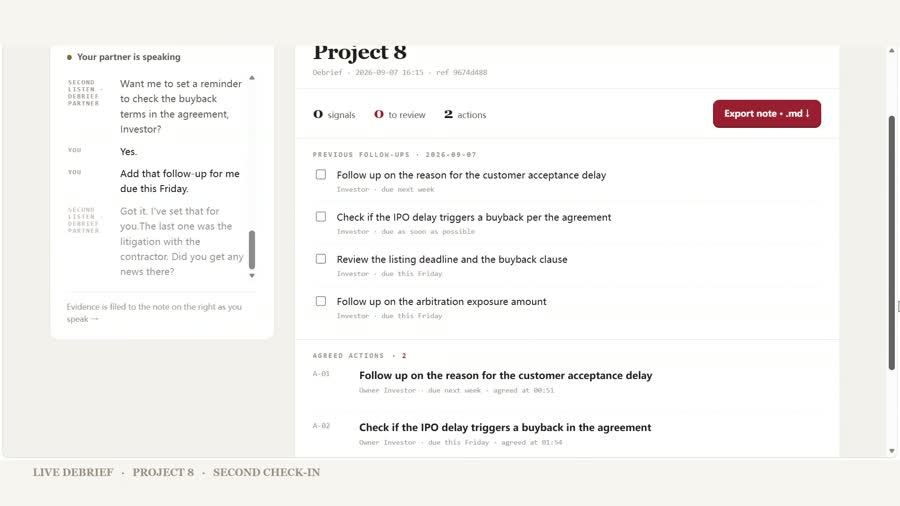 Your partner is speaking
SECOND
LISTEN ·
DEBRIEF
PARTNER
Want me to set a reminder
to check the buyback
terms in the agreement,
Investor?
YOU
Yes.
YOU
Add that follow-up for me
due this Friday.
SECOND
LISTEN ·
DEBRIEF
PARTNER
Got it. I've set that for
you.The last one was the
litigation with the
contractor. Did you get any
news there?
Evidence is filed to the note on the right as you
speak →
Project 8
Debrief · 2026-09-07 16:15 · ref 9674d488
0 signals 0 to review 2 actions
Export note • .md ↓
PREVIOUS FOLLOW-UPS · 2026-09-07
Follow up on the reason for the customer acceptance delay
Investor · due next week
Check if the IPO delay triggers a buyback per the agreement
Investor · due as soon as possible
Review the listing deadline and the buyback clause
Investor · due this Friday
Follow up on the arbitration exposure amount
Investor · due this Friday
AGREED ACTIONS · 2
A-01 Follow up on the reason for the customer acceptance delay
Owner Investor · due next week · agreed at 00:51
A-02 Check if the IPO delay triggers a buyback in the agreement
Owner Investor · due this Friday · agreed at 01:54
LIVE DEBRIEF · PROJECT 8 · SECOND CHECK-IN